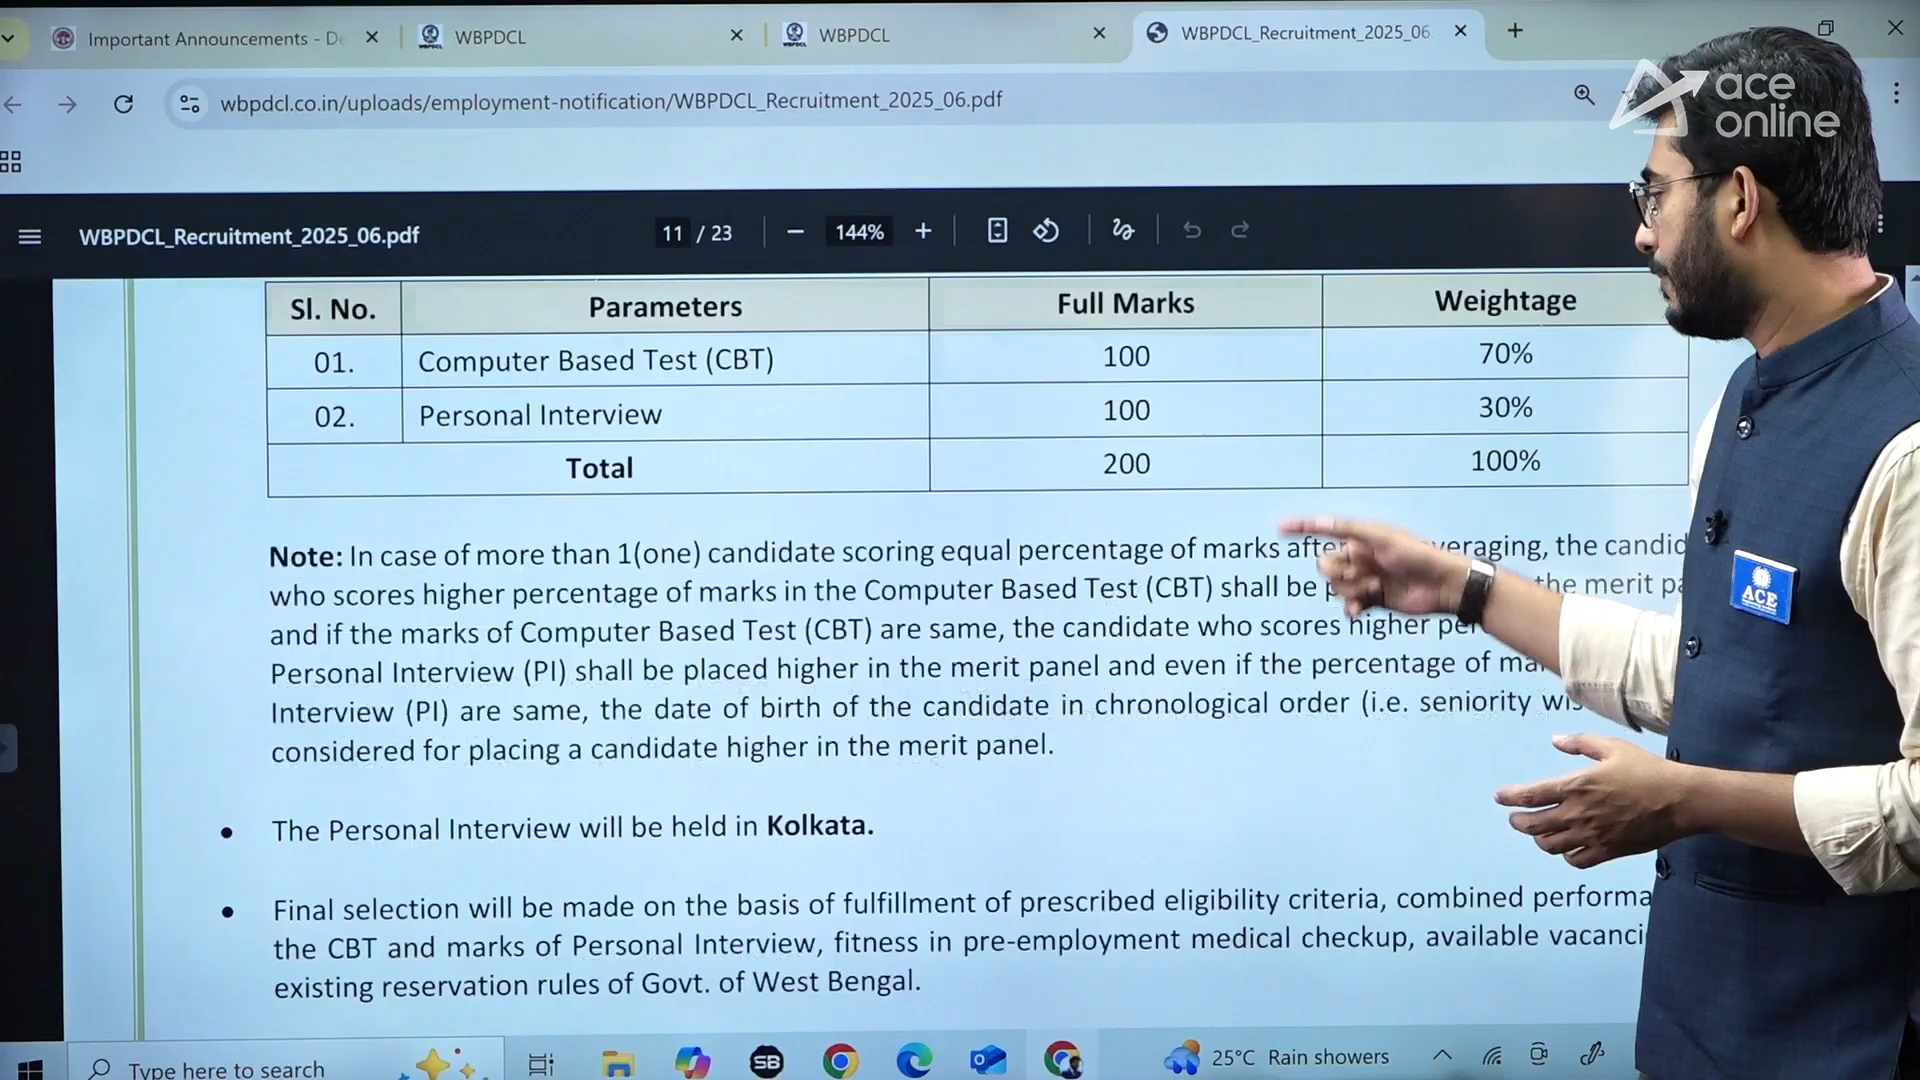 Important Announcements - De
WBPDCL
WBPDCL
WBPDCL_Recruitment_2025_06.
wbpdcl.co.in/uploads/employment-notification/WBPDCL_Recruitment_2025_06.pdf
ace
online
WBPDCL_Recruitment_2025_06.pdf
11 / 23
144%
Sl. No. Parameters Full Marks Weightage
01. Computer Based Test (CBT) 100 70%
02. Personal Interview 100 30%
Total 200 100%
Note: In case of more than 1(one) candidate scoring equal percentage of marks after veraging, the candid
who scores higher percentage of marks in the Computer Based Test (CBT) shall be the merit pa
and if the marks of Computer Based Test (CBT) are same, the candidate who scores higher per
Personal Interview (PI) shall be placed higher in the merit panel and even if the percentage of ma
Interview (PI) are same, the date of birth of the candidate in chronological order (i.e. seniority wis
considered for placing a candidate higher in the merit panel.
• The Personal Interview will be held in Kolkata.
• Final selection will be made on the basis of fulfillment of prescribed eligibility criteria, combined performa
the CBT and marks of Personal Interview, fitness in pre-employment medical checkup, available vacanci
existing reservation rules of Govt. of West Bengal.
ACE
Type here to search
SB
25°C Rain showers